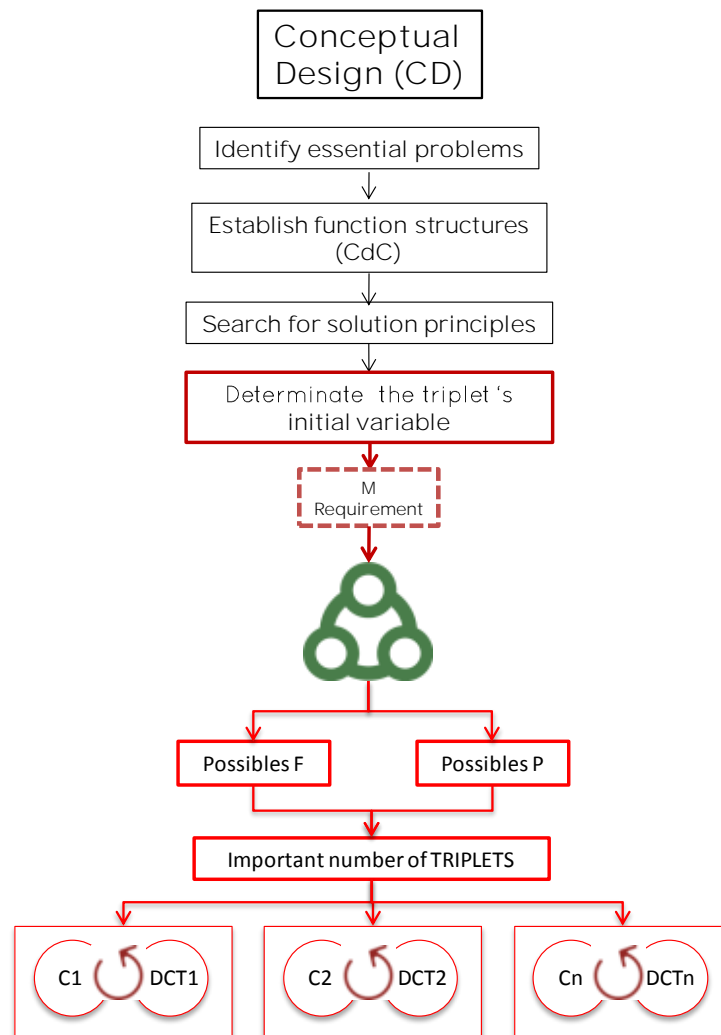 Conceptual
Design (CD)
Identify essential problems
Establish function structures
(CdC)
Search for solution principles
Determinate the triplet 's
initial variable
M
Requirement
Possibles F
Possibles P
Important number of TRIPLETS
C1
DCT1
C2
DCT2
Cn
DCTn